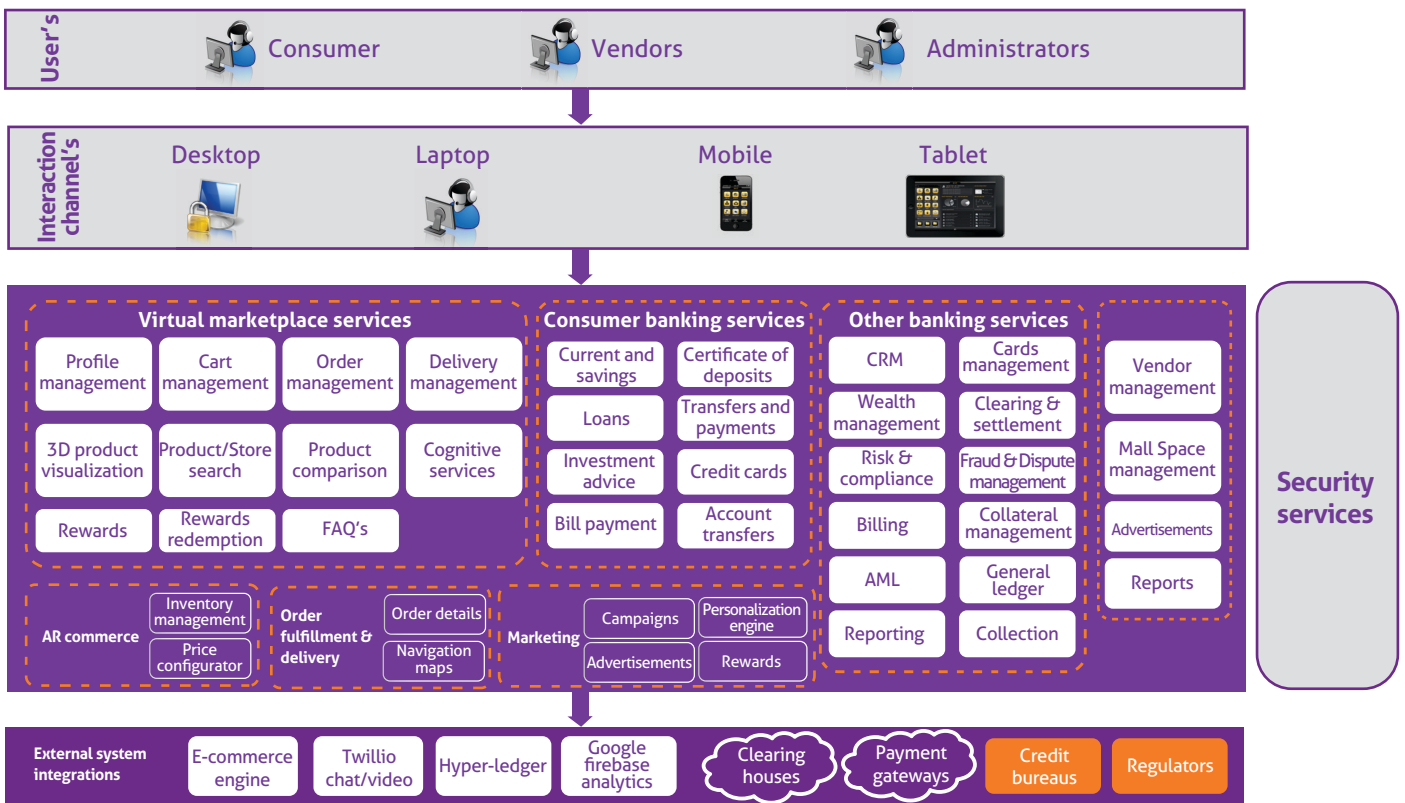 User's
Consumer
Vendors
Administrators
Interaction
channel's
Desktop
Laptop
Mobile
Tablet
Virtual marketplace services
Profile
management
Cart
management
Order
management
Delivery
management
3D product
visualization
Product/Store
search
Product
comparison
Cognitive
services
Rewards
Rewards
redemption
FAQ's
Consumer banking services
Current and
savings
Certificate of
deposits
Loans
Transfers and
payments
Investment
advice
Credit cards
Bill payment
Account
transfers
Other banking services
CRM
Cards
management
Wealth
management
Clearing &
settlement
Risk &
compliance
Fraud & Dispute
management
Billing
Collateral
management
AML
General
ledger
Reporting
Collection
Vendor
management
Mall Space
management
Advertisements
Reports
Security
services
AR commerce
Inventory
management
Price
configurator
Order
fulfillment &
delivery
Order details
Navigation
maps
Marketing
Campaigns
Personalization
engine
Advertisements
Rewards
External system
integrations
E-commerce
engine
Twillio
chat/video
Hyper-ledger
Google
firebase
analytics
Clearing
houses
Payment
gateways
Credit
bureaus
Regulators